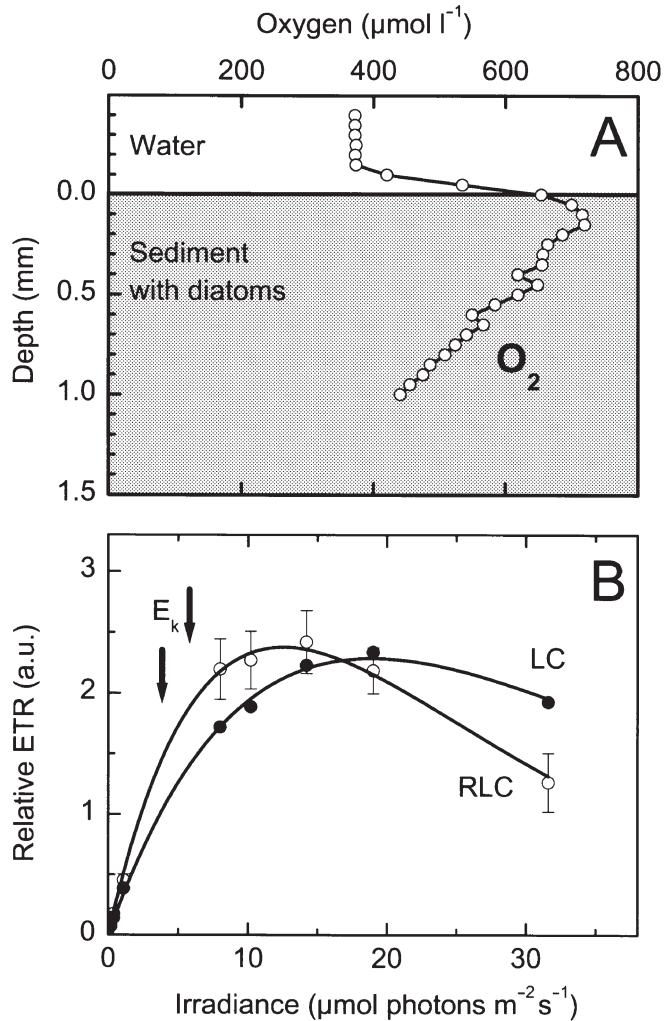 Oxygen (µmol l⁻¹)
0 200 400 600 800
A
Water
0.0
Sediment
with diatoms
0.5
Depth (mm)
O₂
1.0
1.5
B
3
Eₖ
LC
2
Relative ETR (a.u.)
RLC
1
0
0 10 20 30
Irradiance (µmol photons m⁻² s⁻¹)